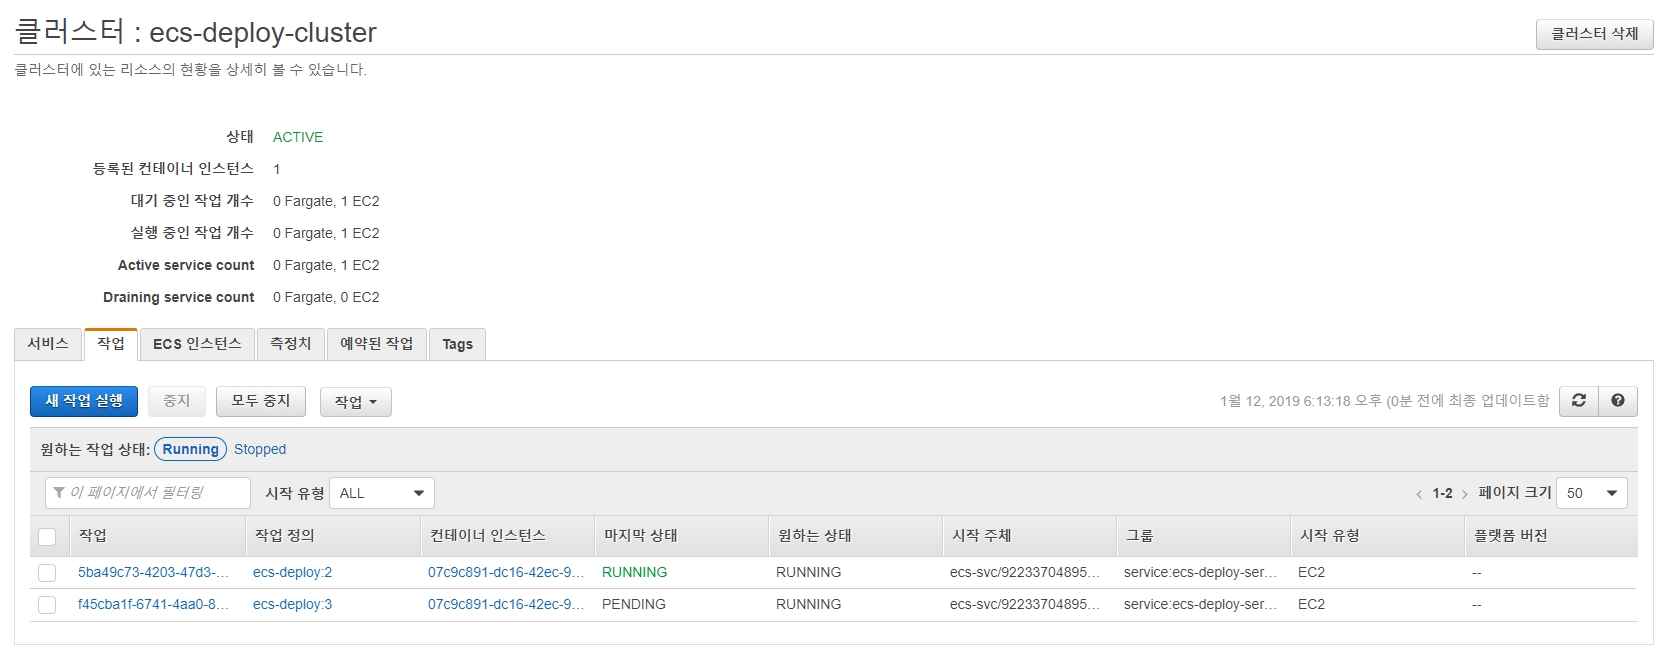 클러스터 : ecs-deploy-cluster
클러스터 삭제
클러스터에 있는 리소스의 현황을 상세히 볼 수 있습니다.
상태 ACTIVE
등록된 컨테이너 인스턴스 1
대기 중인 작업 개수 0 Fargate, 1 EC2
실행 중인 작업 개수 0 Fargate, 1 EC2
Active service count 0 Fargate, 1 EC2
Draining service count 0 Fargate, 0 EC2
서비스 작업 ECS 인스턴스 측정치 예약된 작업 Tags
새 작업 실행 중지 모두 중지 작업 1월 12, 2019 6:13:18 오후 (0분 전에 최종 업데이트함
원하는 작업 상태: Running Stopped
이 페이지에서 필터링 시작 유형 ALL < 1-2 > 페이지 크기 50
작업 작업 정의 컨테이너 인스턴스 마지막 상태 원하는 상태 시작 주체 그룹 시작 유형 플랫폼 버전
5ba49c73-4203-47d3-... ecs-deploy:2 07c9c891-dc16-42ec-9... RUNNING RUNNING ecs-svc/92233704895... service:ecs-deploy-ser... EC2 --
f45cba1f-6741-4aa0-8... ecs-deploy:3 07c9c891-dc16-42ec-9... PENDING RUNNING ecs-svc/92233704895... service:ecs-deploy-ser... EC2 --